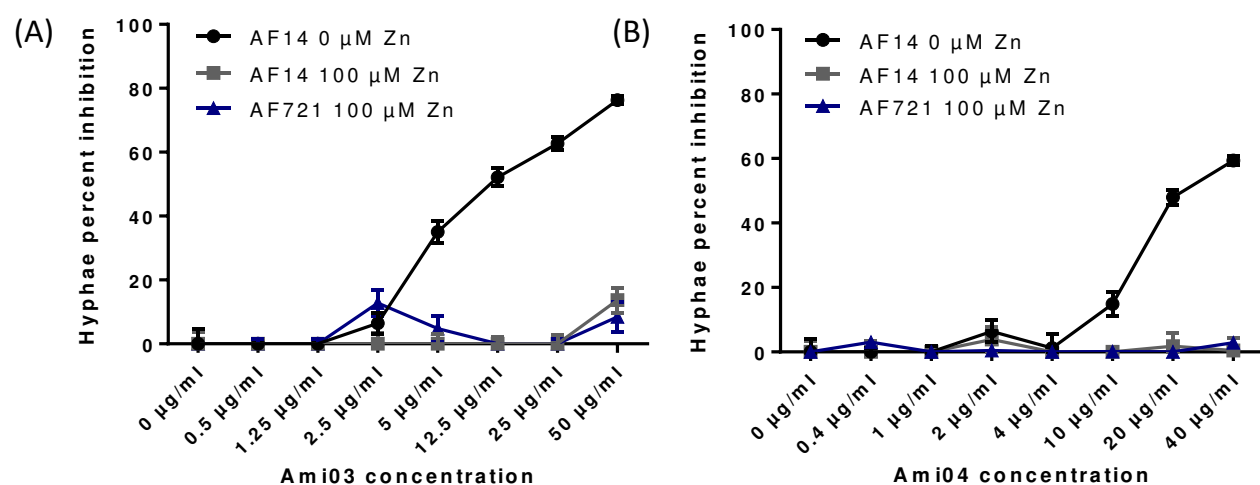 (A)
Hyphae percent inhibition
100
80
60
40
20
0
AF14 0 µM Zn
AF14 100 µM Zn
AF721 100 µM Zn
0 µg/ml
0.5 µg/ml
1.25 µg/ml
2.5 µg/ml
5 µg/ml
12.5 µg/ml
25 µg/ml
50 µg/ml
Ami03 concentration
(B)
Hyphae percent inhibition
100
80
60
40
20
0
AF14 0 µM Zn
AF14 100 µM Zn
AF721 100 µM Zn
0 µg/ml
0.4 µg/ml
1 µg/ml
2 µg/ml
4 µg/ml
10 µg/ml
20 µg/ml
40 µg/ml
Ami04 concentration